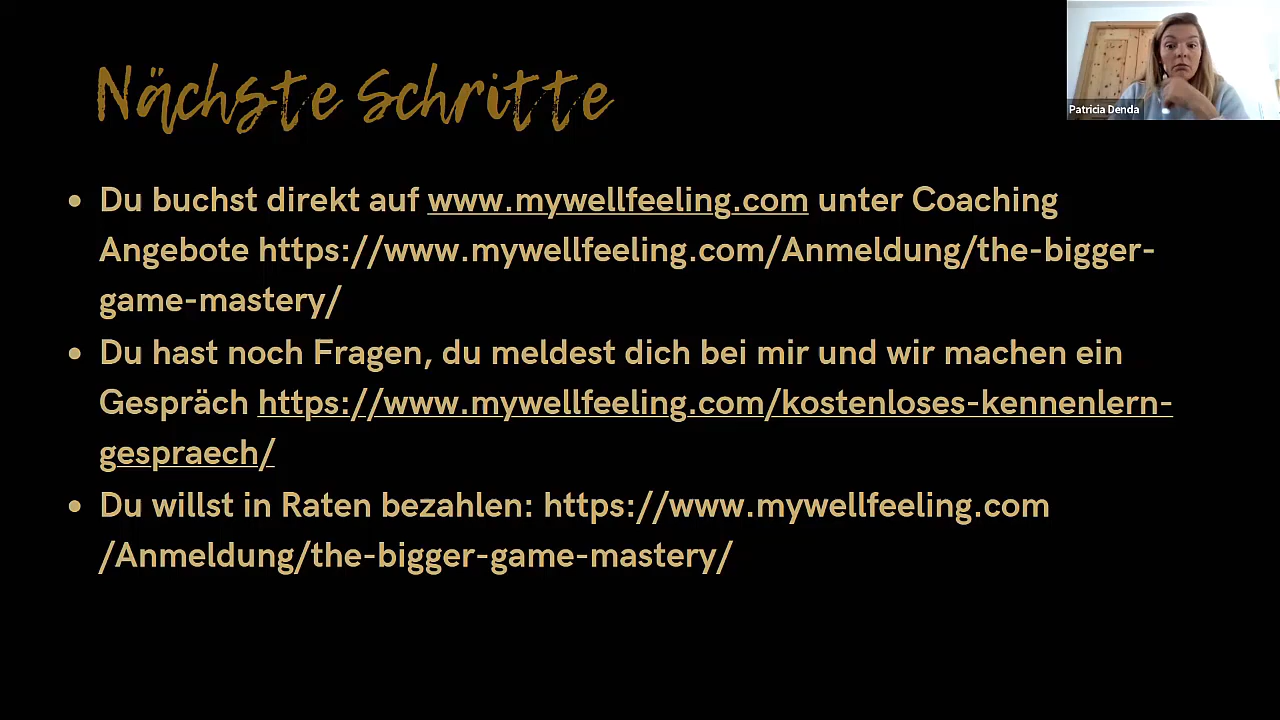 Nächste Schritte
Patricia Denda
• Du buchst direkt auf www.mywellfeeling.com unter Coaching
Angebote https://www.mywellfeeling.com/Anmeldung/the-bigger-
game-mastery/
• Du hast noch Fragen, du meldest dich bei mir und wir machen ein
Gespräch https://www.mywellfeeling.com/kostenloses-kennenlern-
gespraech/
• Du willst in Raten bezahlen: https://www.mywellfeeling.com
/Anmeldung/the-bigger-game-mastery/